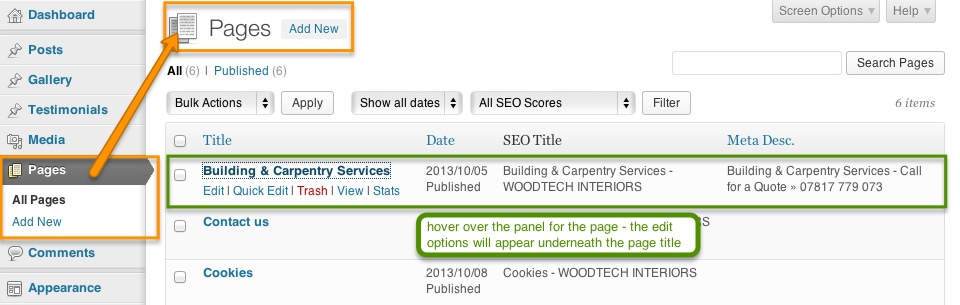 Dashboard
Posts
Gallery
Testimonials
Media
Pages
All Pages
Add New
Comments
Appearance
Pages Add New
Screen Options Help
All (6) | Published (6)
Search Pages
Bulk Actions Apply Show all dates All SEO Scores Filter 6 items
Title Date SEO Title Meta Desc.
Building & Carpentry Services 2013/10/05 Building & Carpentry Services - Building & Carpentry Services - Call
Published WOODTECH INTERIORS for a Quote » 07817 779 073
Edit | Quick Edit | Trash | View | Stats
Contact us
hover over the panel for the page - the edit
options will appear underneath the page title
Cookies 2013/10/08 Cookies - WOODTECH INTERIORS
Published